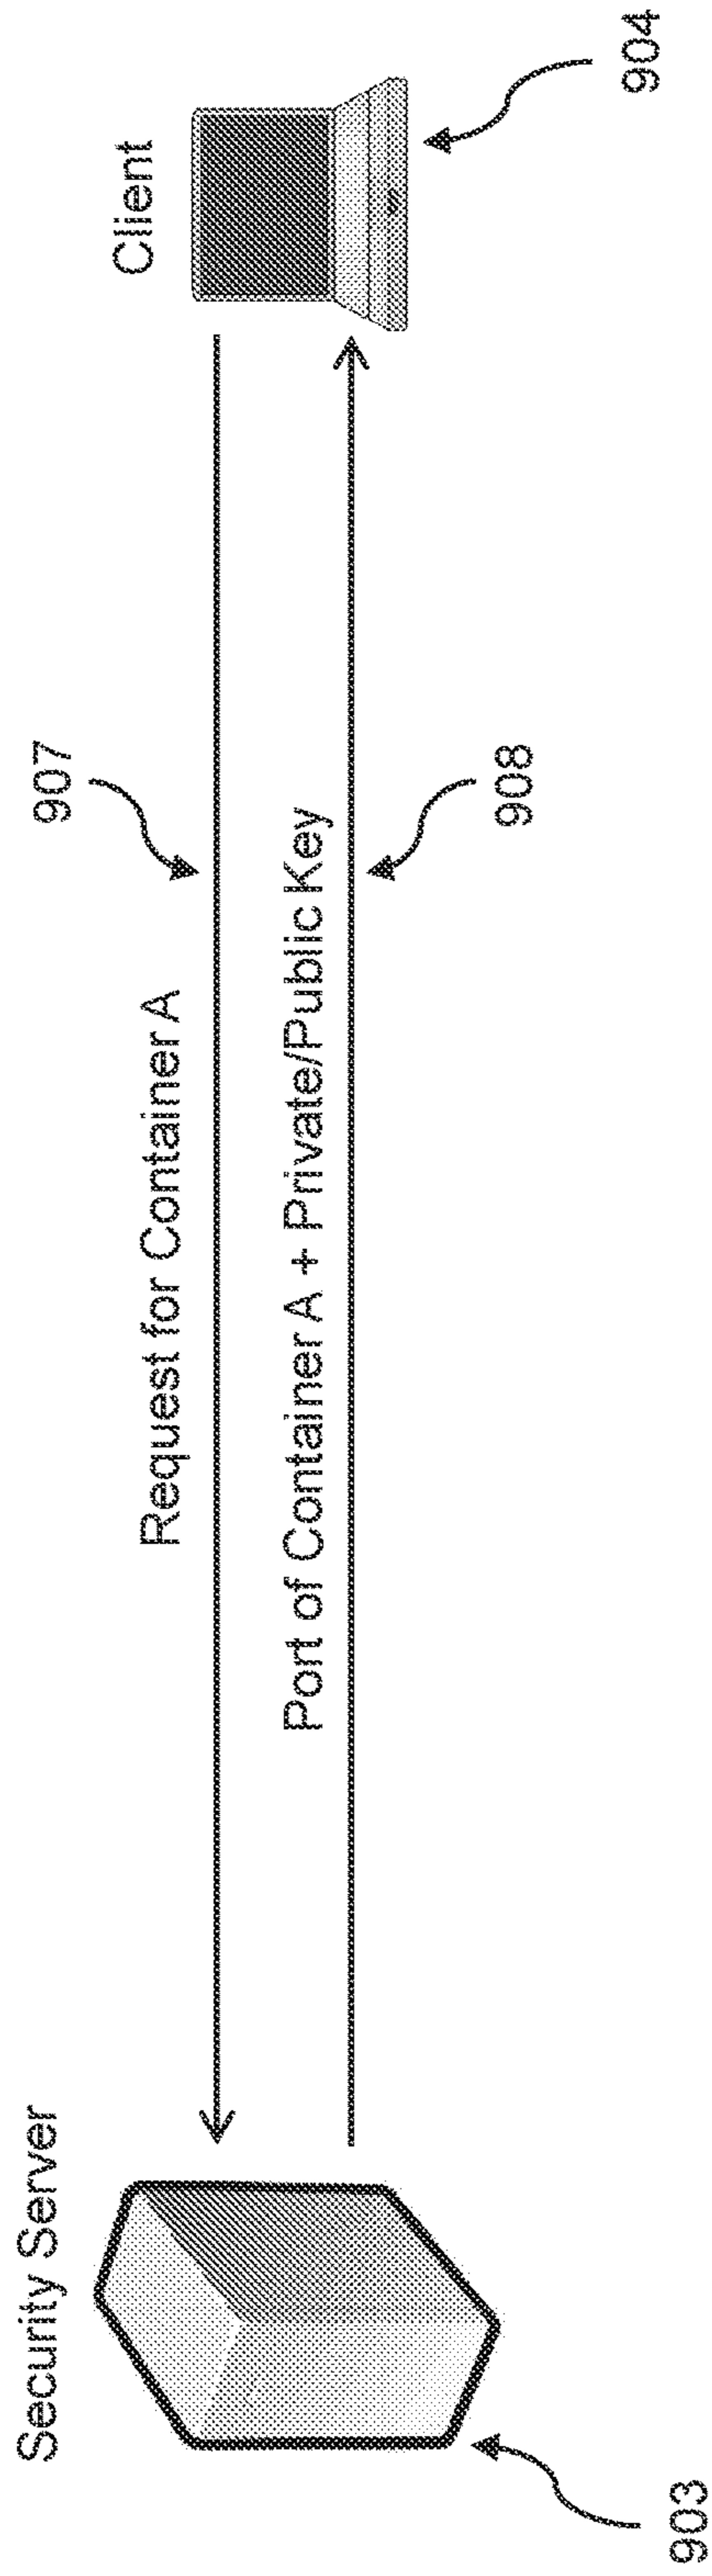 Security Server
Client
907
Request for Container A
Port of Container A + Private/Public Key
908
903
904